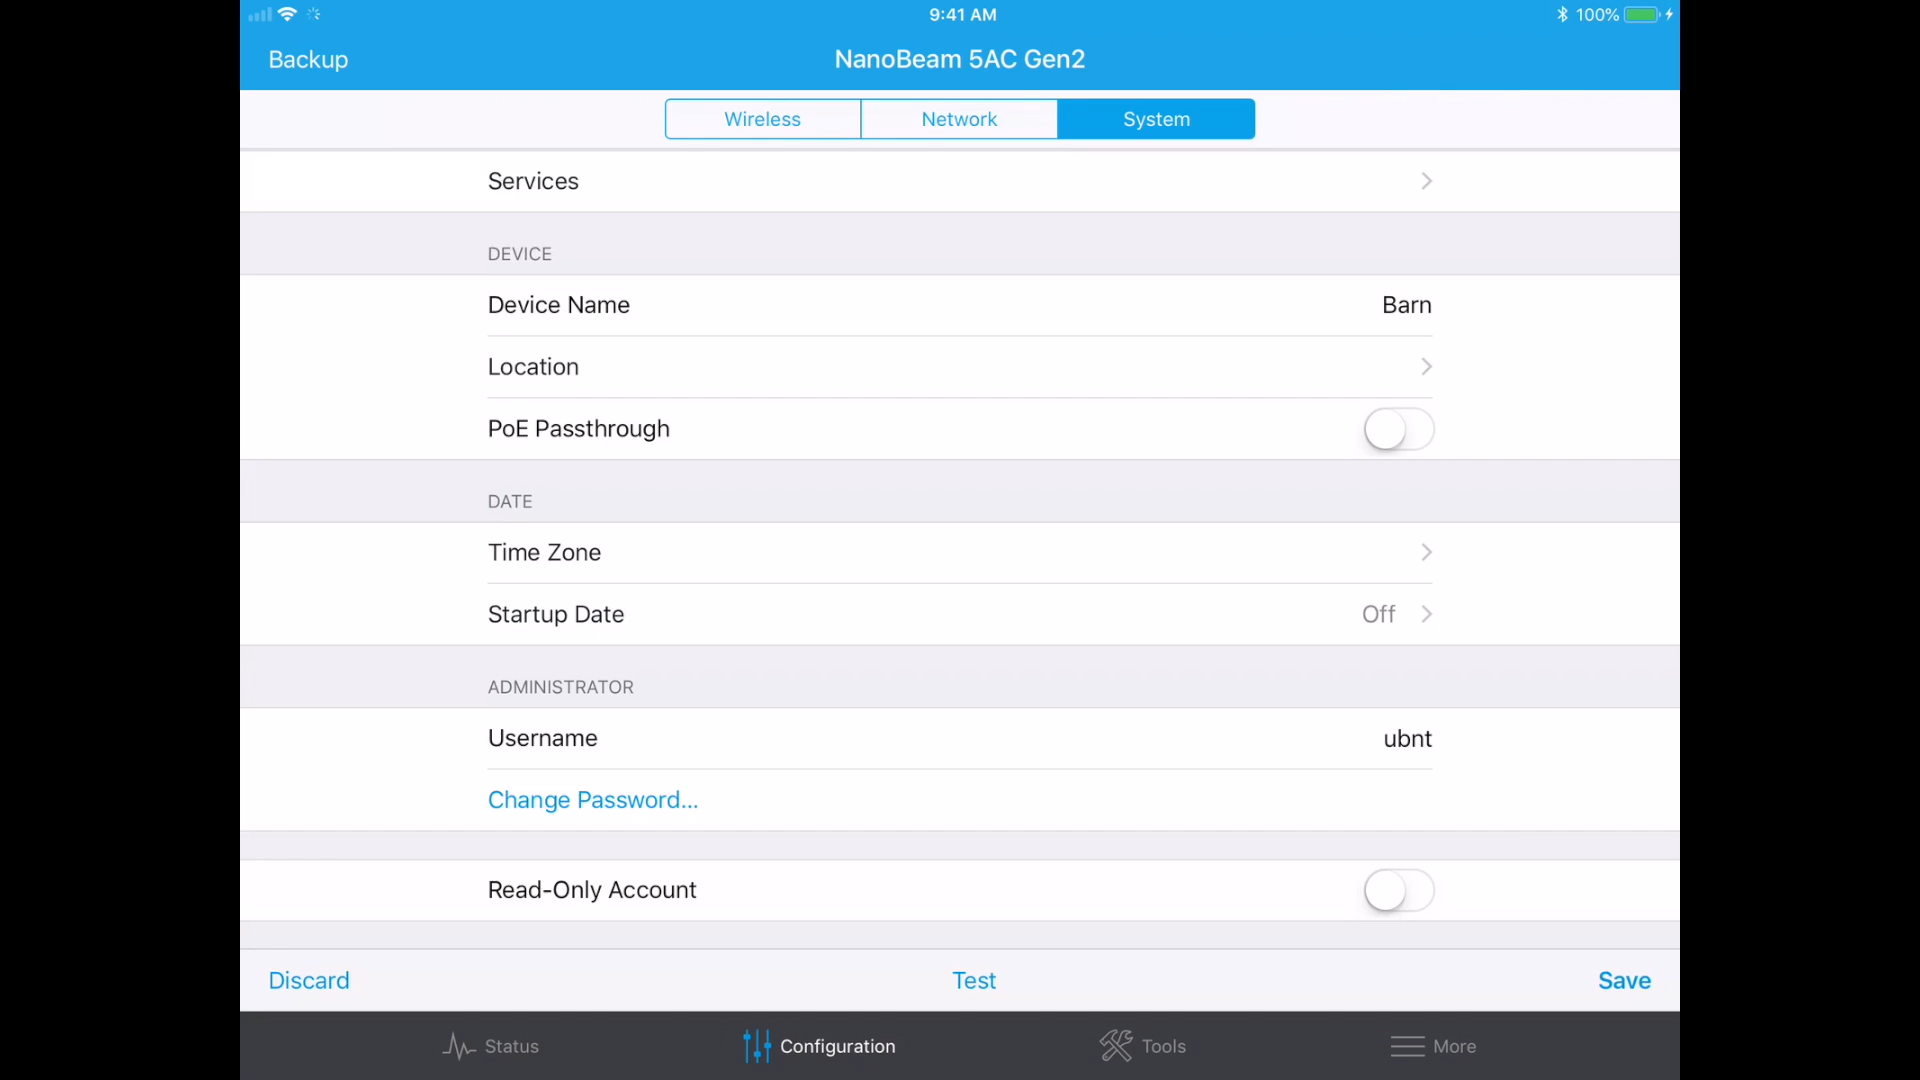 9:41 AM
100%
Backup
NanoBeam 5AC Gen2
Wireless Network System
Services
DEVICE
Device Name Barn
Location
PoE Passthrough
DATE
Time Zone
Startup Date Off
ADMINISTRATOR
Username ubnt
Change Password...
Read-Only Account
Discard Test Save
Status Configuration Tools More